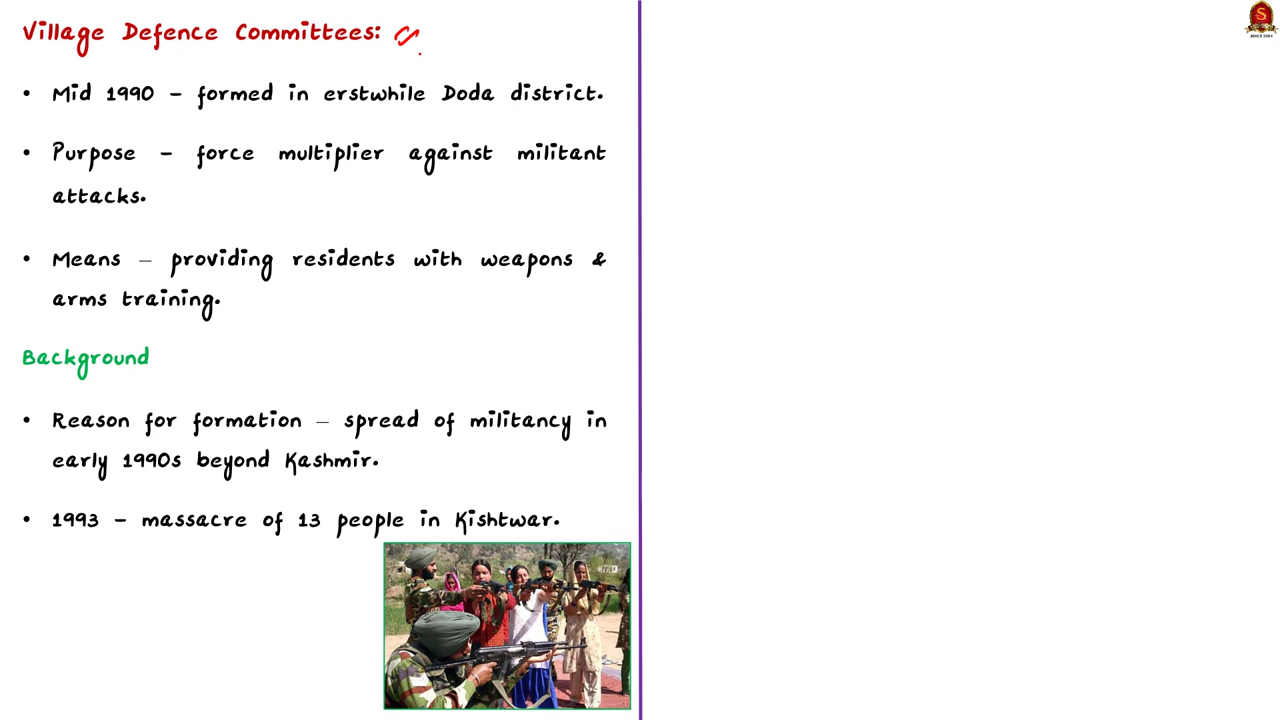 Village Defence Committees:
• Mid 1990 – formed in erstwhile Doda district.
• Purpose – force multiplier against militant
attacks.
• Means – providing residents with weapons &
arms training.
Background
• Reason for formation – spread of militancy in
early 1990s beyond Kashmir.
• 1993 – massacre of 13 people in Kishtwar.
S
SINCE 2004